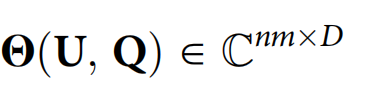 𝚯(𝐔, 𝐐) ∈ ℂ^{nm×D}